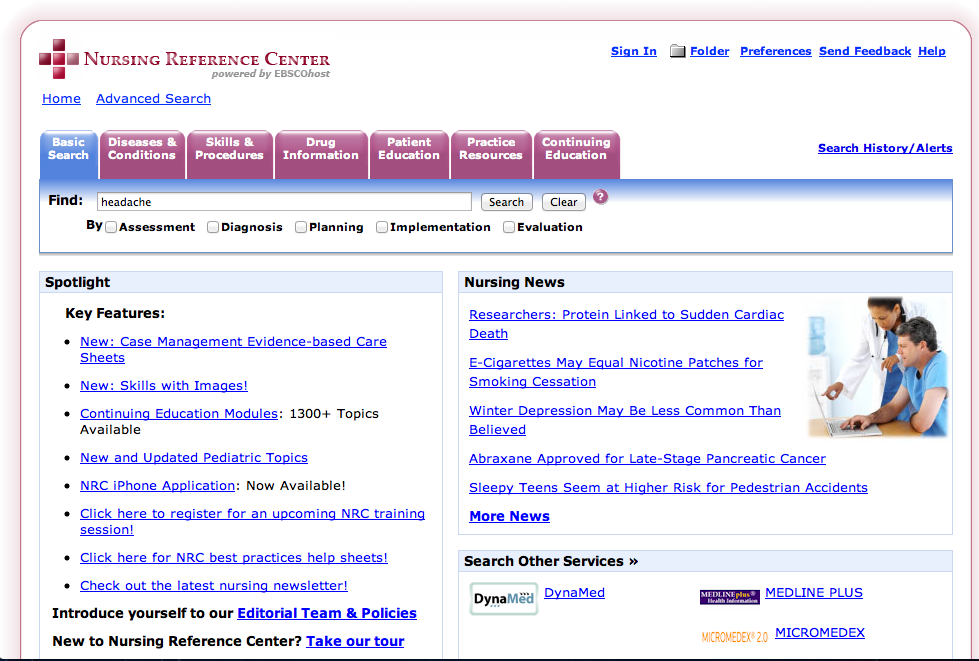 NURSING REFERENCE CENTER
powered by EBSCOhost
Sign In Folder Preferences Send Feedback Help
Home Advanced Search
Basic Search
Diseases & Conditions
Skills & Procedures
Drug Information
Patient Education
Practice Resources
Continuing Education
Search History/Alerts
Find: headache Search Clear ?
By Assessment Diagnosis Planning Implementation Evaluation
Spotlight
Key Features:
New: Case Management Evidence-based Care
Sheets
New: Skills with Images!
Continuing Education Modules: 1300+ Topics
Available
New and Updated Pediatric Topics
NRC iPhone Application: Now Available!
Click here to register for an upcoming NRC training
session!
Click here for NRC best practices help sheets!
Check out the latest nursing newsletter!
Introduce yourself to our Editorial Team & Policies
New to Nursing Reference Center? Take our tour
Nursing News
Researchers: Protein Linked to Sudden Cardiac
Death
E-Cigarettes May Equal Nicotine Patches for
Smoking Cessation
Winter Depression May Be Less Common Than
Believed
Abraxane Approved for Late-Stage Pancreatic Cancer
Sleepy Teens Seem at Higher Risk for Pedestrian Accidents
More News
Search Other Services »
DynaMed DynaMed
MEDLINEplus® Health Information MEDLINE PLUS
MICROMEDEX® 2.0 MICROMEDEX